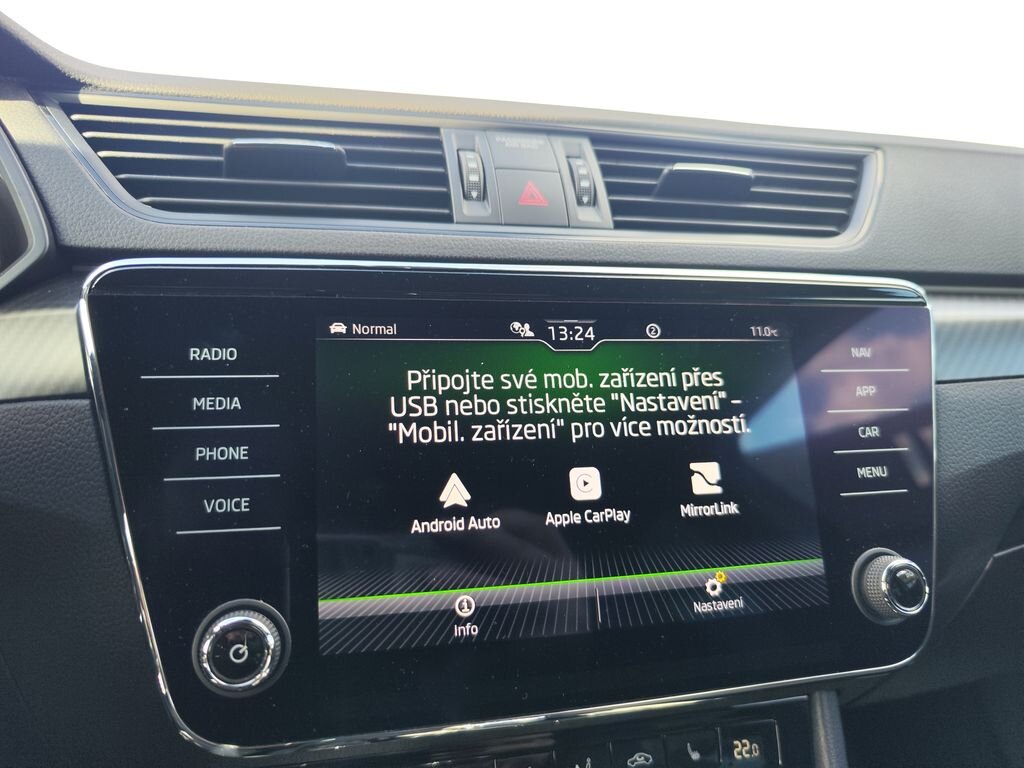 RADIO
MEDIA
PHONE
VOICE
Normal
13:24
2
11.0°C
Připojte své mob. zařízení přes
USB nebo stiskněte "Nastavení" –
"Mobil. zařízení" pro více možností.
Android Auto
Apple CarPlay
MirrorLink
Info
Nastavení
NAV
APP
CAR
MENU
22.0